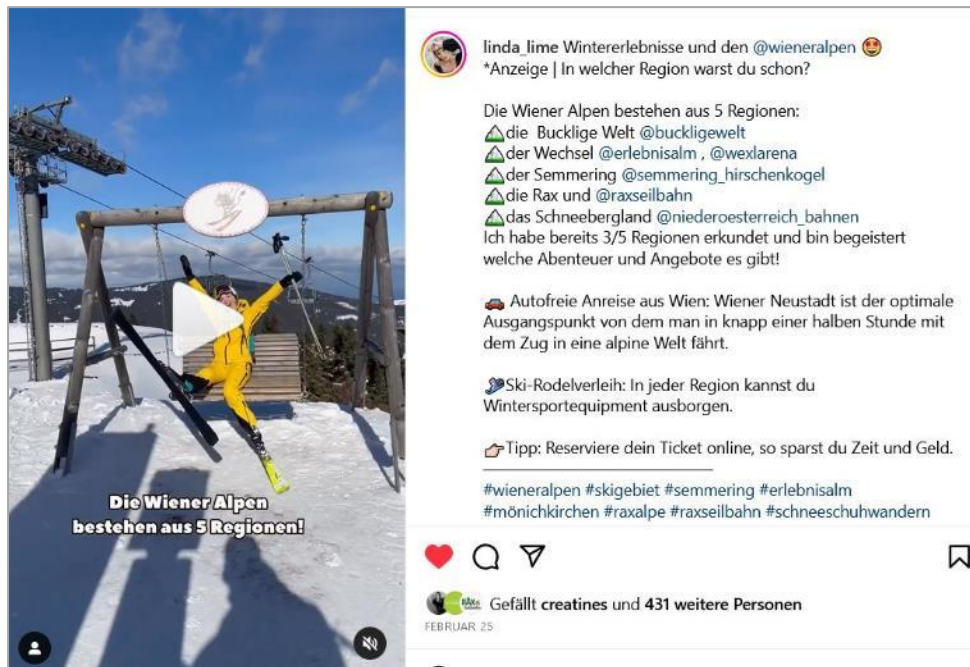 Die Wiener Alpen
bestehen aus 5 Regionen!
linda_lime Wintererlebnisse und den @wieneralpen 🤩
*Anzeige | In welcher Region warst du schon?
Die Wiener Alpen bestehen aus 5 Regionen:
🏔️die Bucklige Welt @buckligewelt
🏔️der Wechsel @erlebnisalm , @wexlarena
🏔️der Semmering @semmering_hirschenkogel
🏔️die Rax und @raxseilbahn
🏔️das Schneebergland @niederoesterreich_bahnen
Ich habe bereits 3/5 Regionen erkundet und bin begeistert
welche Abenteuer und Angebote es gibt!
🚗 Autofreie Anreise aus Wien: Wiener Neustadt ist der optimale
Ausgangspunkt von dem man in knapp einer halben Stunde mit
dem Zug in eine alpine Welt fährt.
⛸️Ski-Rodelverleih: In jeder Region kannst du
Wintersportequipment ausborgen.
👉Tipp: Reserviere dein Ticket online, so sparst du Zeit und Geld.
#wieneralpen #skigebiet #semmering #erlebnisalm
#mönichkirchen #raxalpe #raxseilbahn #schneeschuhwandern
Gefällt creatines und 431 weitere Personen
FEBRUAR 25